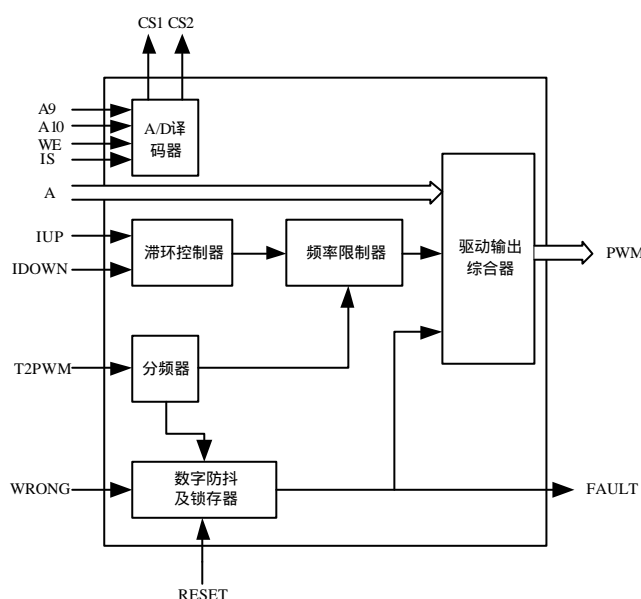 CS1 CS2
A9
A10
WE
IS
A/D译
码器
A
IUP
IDOWN
滞环控制器
频率限制器
驱动输出
综合器
PWM
T2PWM
分频器
WRONG
数字防抖
及锁存器
FAULT
RESET